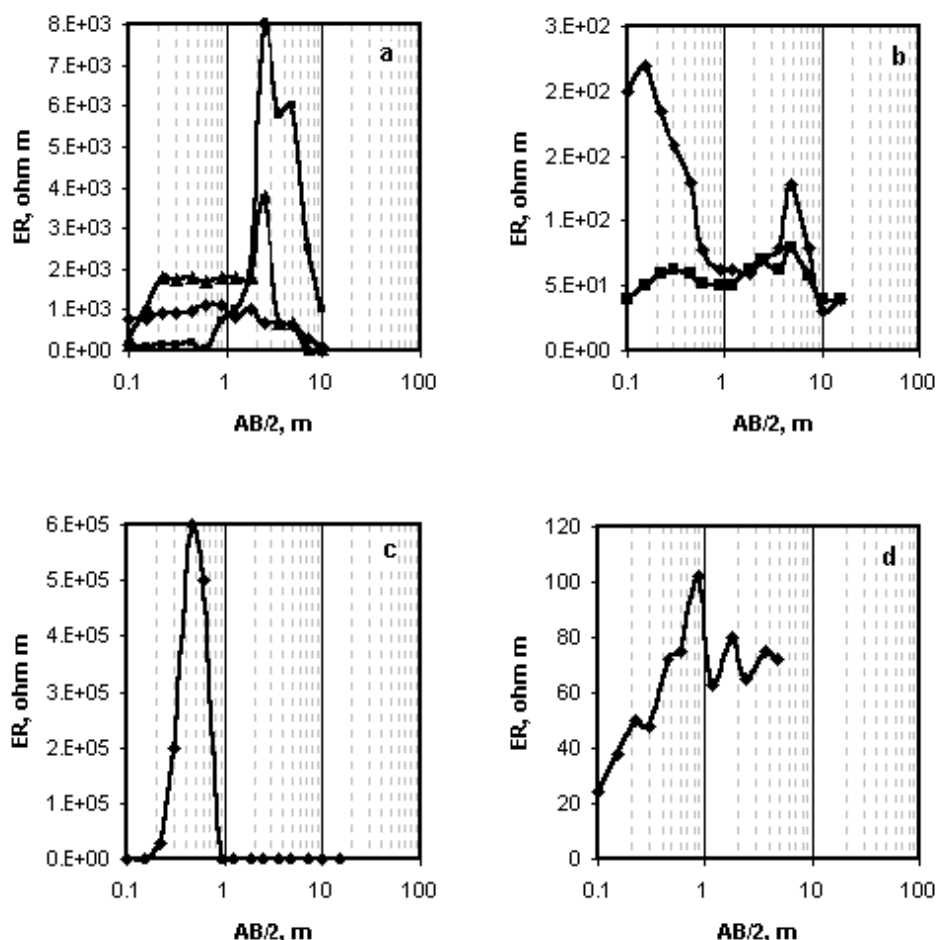 a
8.E+03
7.E+03
6.E+03
5.E+03
4.E+03
3.E+03
2.E+03
1.E+03
0.E+00
ER, ohm m
0.1 1 10 100
AB/2, m
b
3.E+02
2.E+02
2.E+02
1.E+02
5.E+01
0.E+00
ER, ohm m
0.1 1 10 100
AB/2, m
c
6.E+05
5.E+05
4.E+05
3.E+05
2.E+05
1.E+05
0.E+00
ER, ohm m
0.1 1 10 100
AB/2, m
d
120
100
80
60
40
20
0
ER, ohm m
0.1 1 10 100
AB/2, m